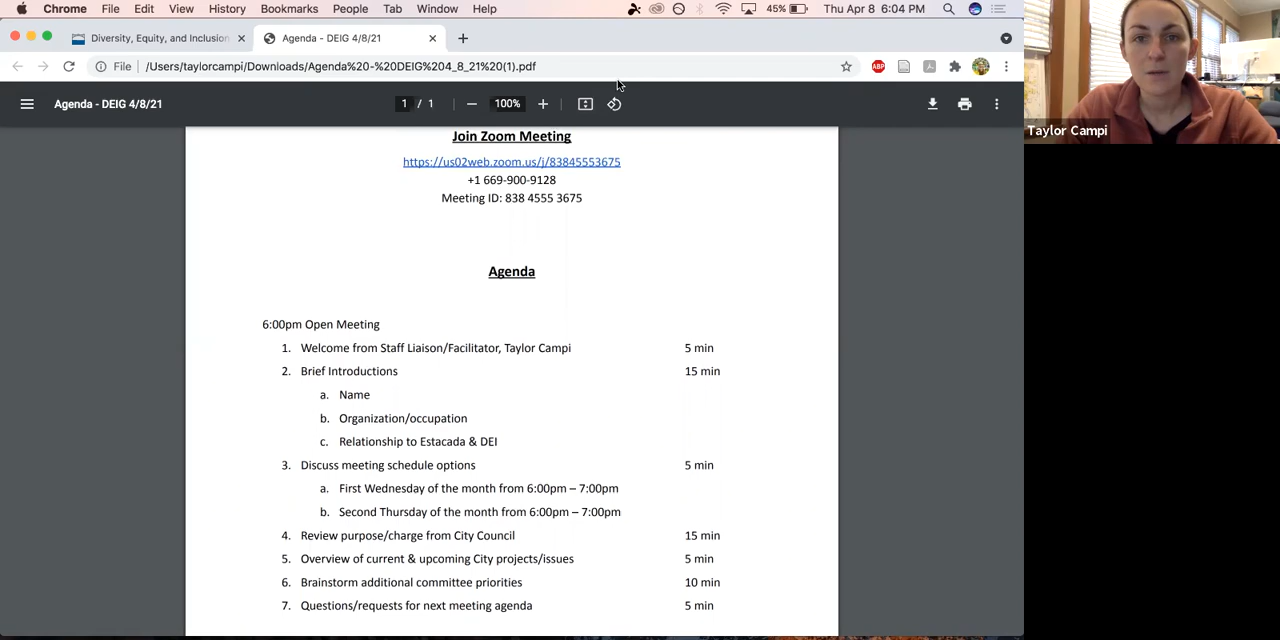 Chrome File Edit View History Bookmarks People Tab Window Help 45% Thu Apr 8 6:04 PM
Diversity, Equity, and Inclusion Agenda - DEIG 4/8/21
File /Users/taylorcampi/Downloads/Agenda%20-%20DEIG%204_8_21%20(1).pdf ABP
Agenda - DEIG 4/8/21 1 / 1 100%
Join Zoom Meeting
https://us02web.zoom.us/j/83845553675
+1 669-900-9128
Meeting ID: 838 4555 3675
Agenda
6:00pm Open Meeting
1. Welcome from Staff Liaison/Facilitator, Taylor Campi 5 min
2. Brief Introductions 15 min
a. Name
b. Organization/occupation
c. Relationship to Estacada & DEI
3. Discuss meeting schedule options 5 min
a. First Wednesday of the month from 6:00pm – 7:00pm
b. Second Thursday of the month from 6:00pm – 7:00pm
4. Review purpose/charge from City Council 15 min
5. Overview of current & upcoming City projects/issues 5 min
6. Brainstorm additional committee priorities 10 min
7. Questions/requests for next meeting agenda 5 min
Taylor Campi